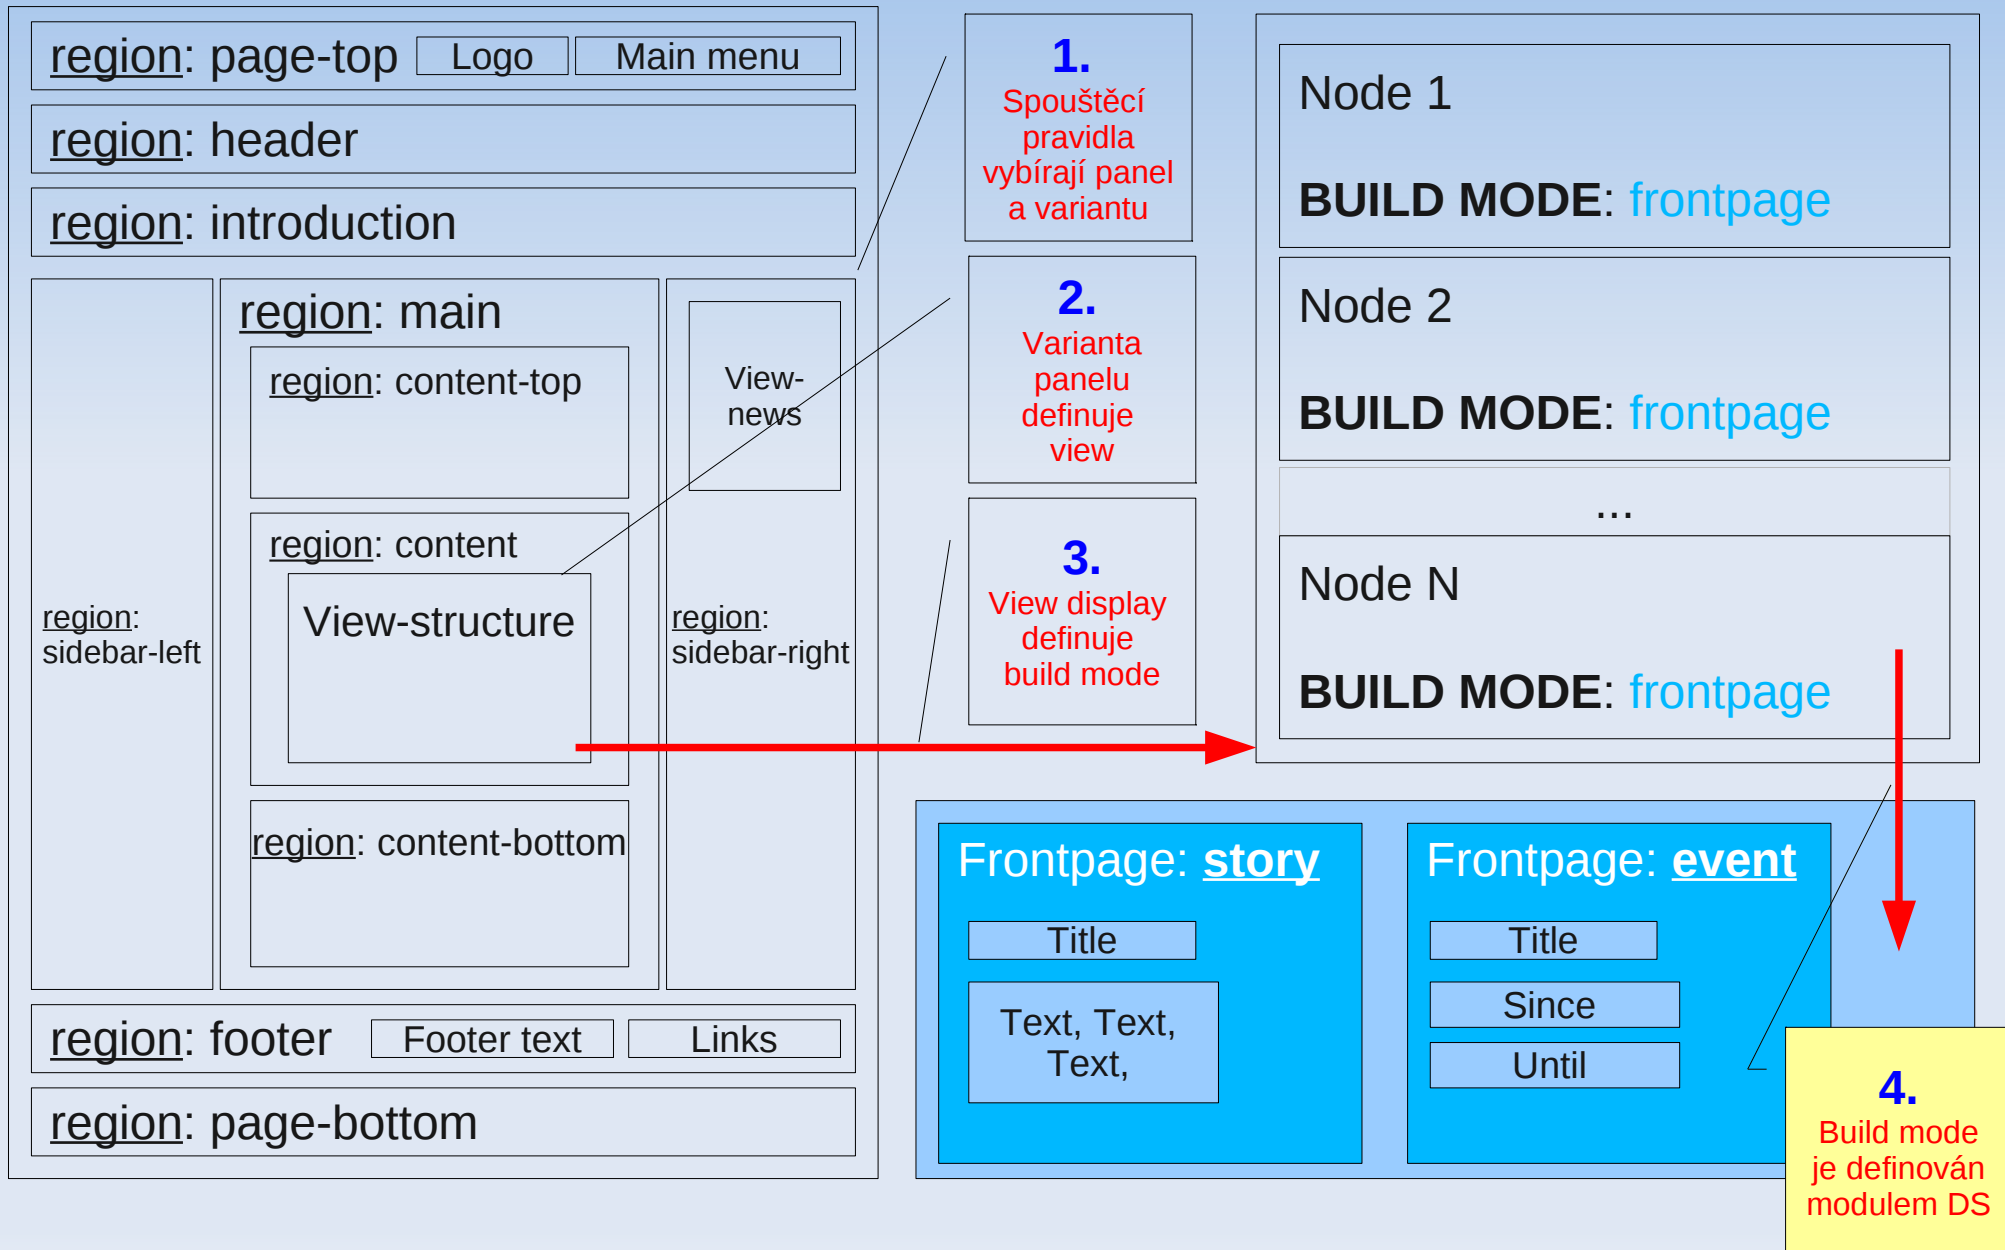 region: page-top
Logo
Main menu
region: header
region: introduction
region:
sidebar-left
region: main
region: content-top
region: content
View-structure
region: content-bottom
View-
news
region:
sidebar-right
region: footer
Footer text
Links
region: page-bottom
1.
Spouštěcí
pravidla
vybírají panel
a variantu
2.
Varianta
panelu
definuje
view
3.
View display
definuje
build mode
Node 1
BUILD MODE: frontpage
Node 2
BUILD MODE: frontpage
...
Node N
BUILD MODE: frontpage
Frontpage: story
Title
Text, Text,
Text,
Frontpage: event
Title
Since
Until
4.
Build mode
je definován
modulem DS